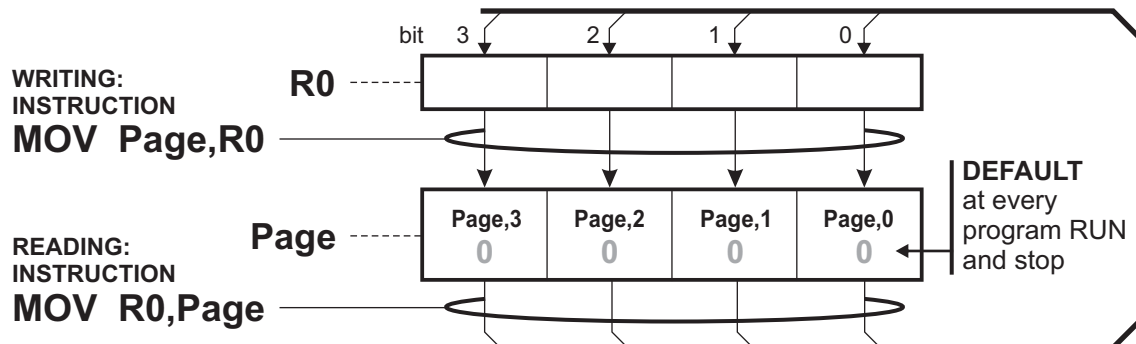 bit 3 2 1 0
WRITING:
INSTRUCTION
MOV Page,R0
R0
READING:
INSTRUCTION
MOV R0,Page
Page
Page,3 Page,2 Page,1 Page,0
0 0 0 0
DEFAULT
at every
program RUN
and stop